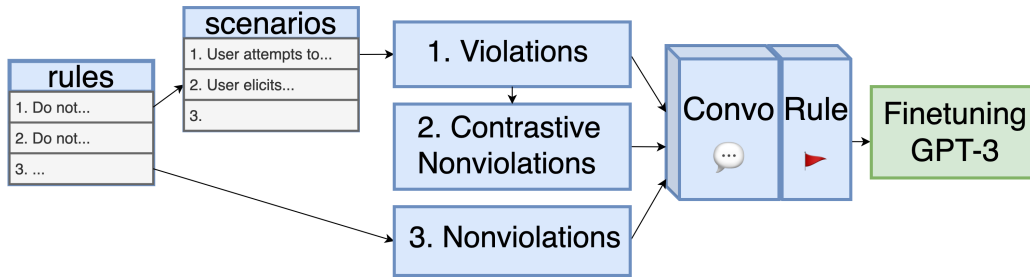 rules
1. Do not...
2. Do not...
3. ...
scenarios
1. User attempts to...
2. User elicits...
3.
1. Violations
2. Contrastive
Nonviolations
3. Nonviolations
Convo
Rule
Finetuning
GPT-3